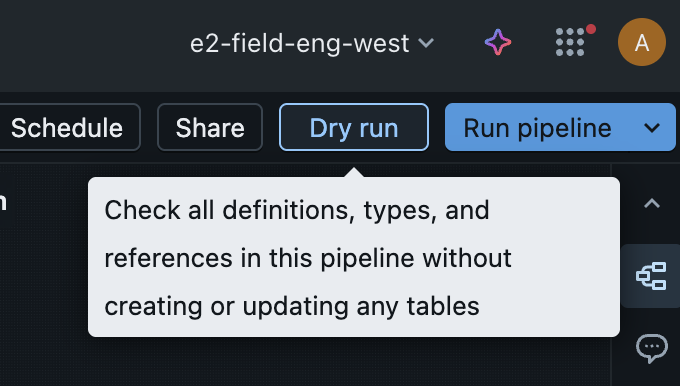 e2-field-eng-west
A
Schedule
Share
Dry run
Run pipeline
Check all definitions, types, and
references in this pipeline without
creating or updating any tables